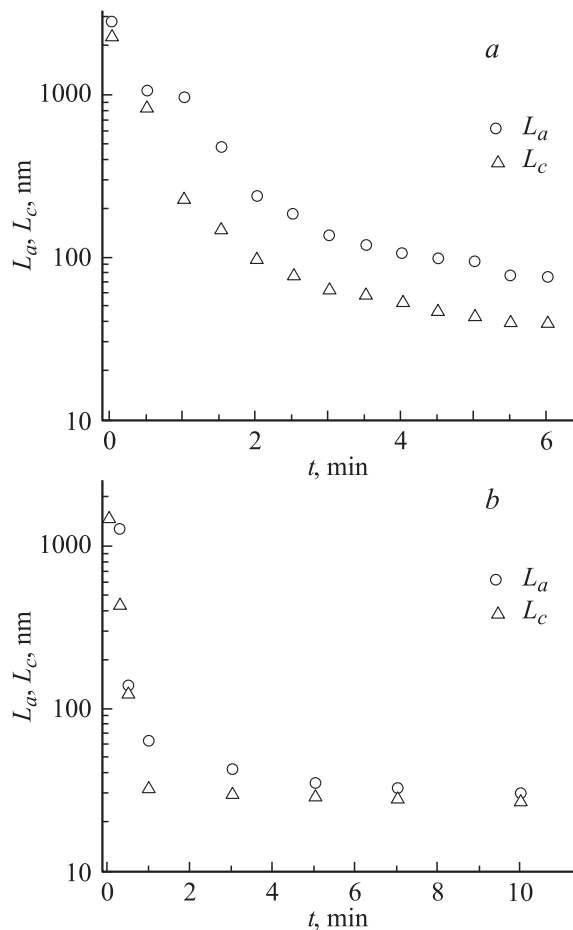 a
1000
100
10
L_a, L_c, nm
L_a
L_c
0 2 4 6
t, min
b
1000
100
10
L_a, L_c, nm
L_a
L_c
0 2 4 6 8 10
t, min